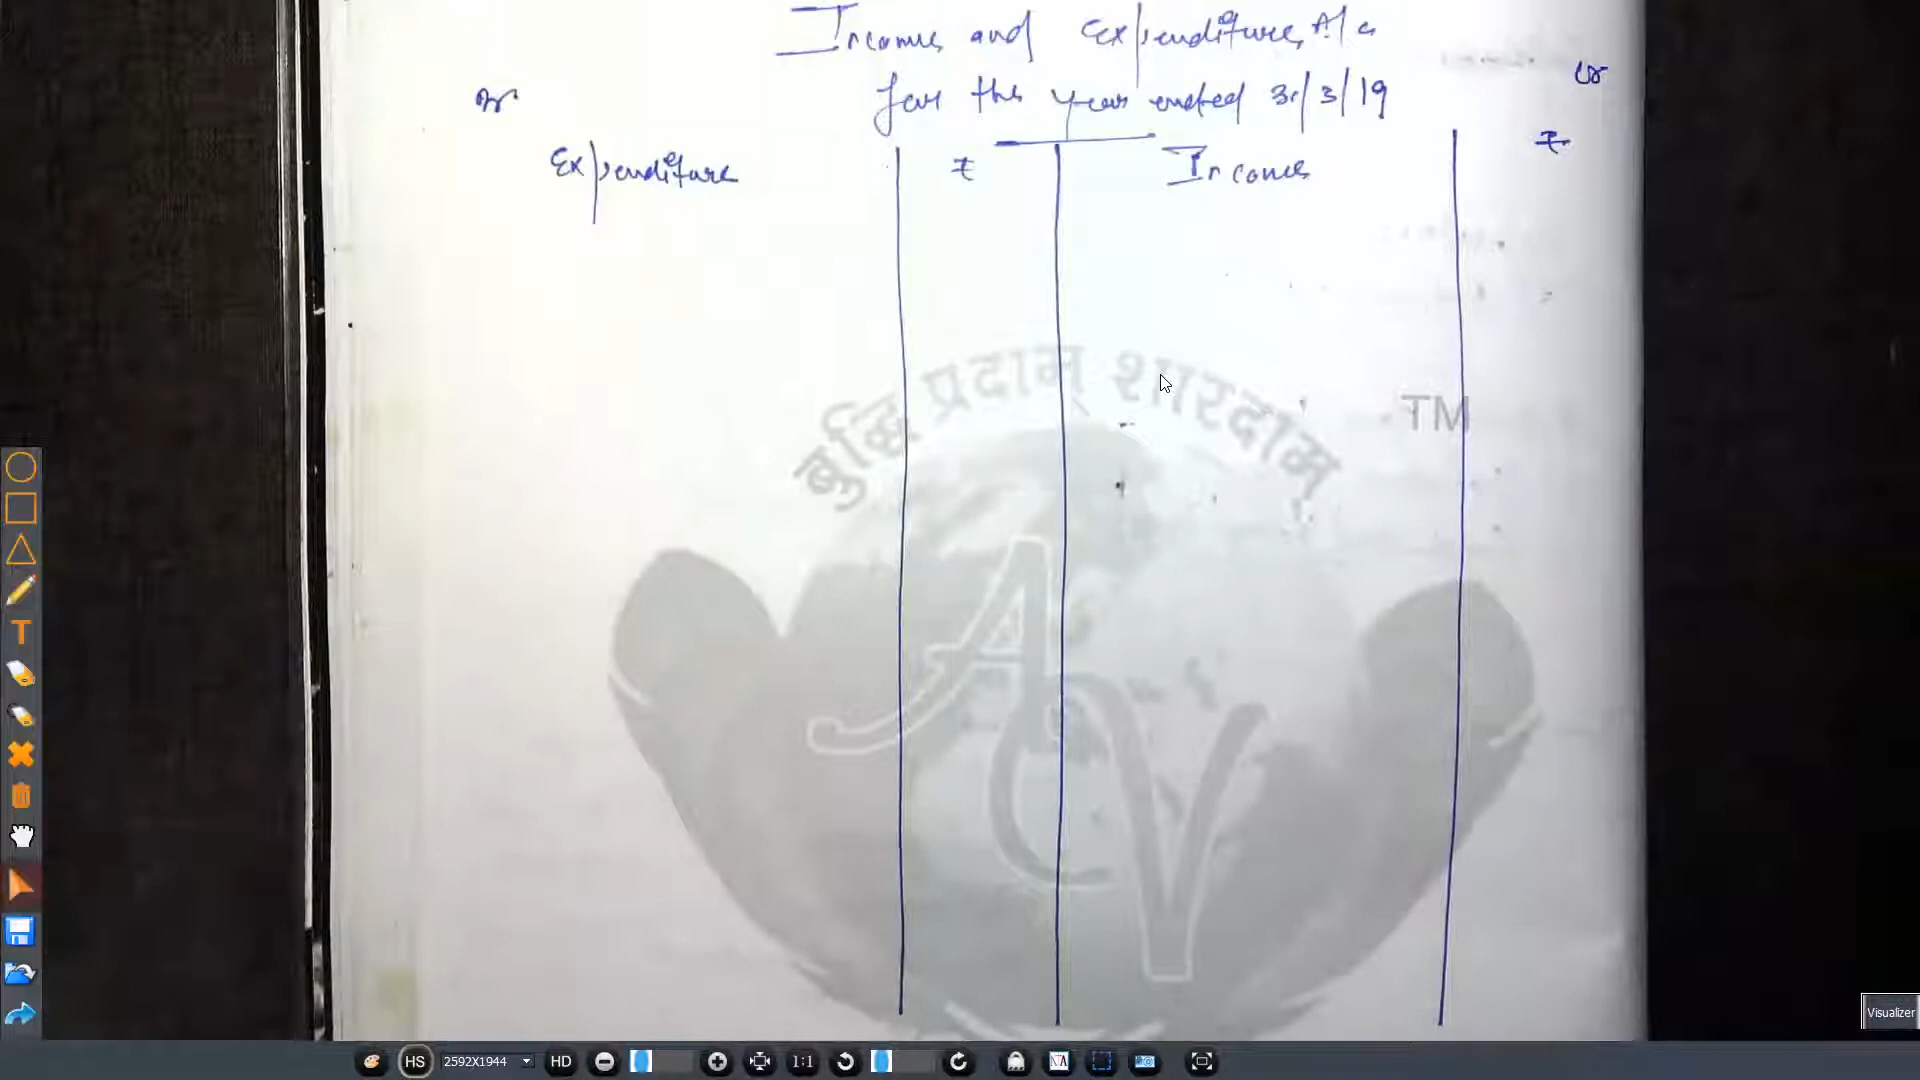 Income and Expenditure A/c
Dr
for the year ended 31/3/19
Cr
Expenditure
₹
Income
₹
बुद्धि प्रदाम् शारदाम्
TM
ACV
T
HS
2592X1944
HD
1:1
Visualizer